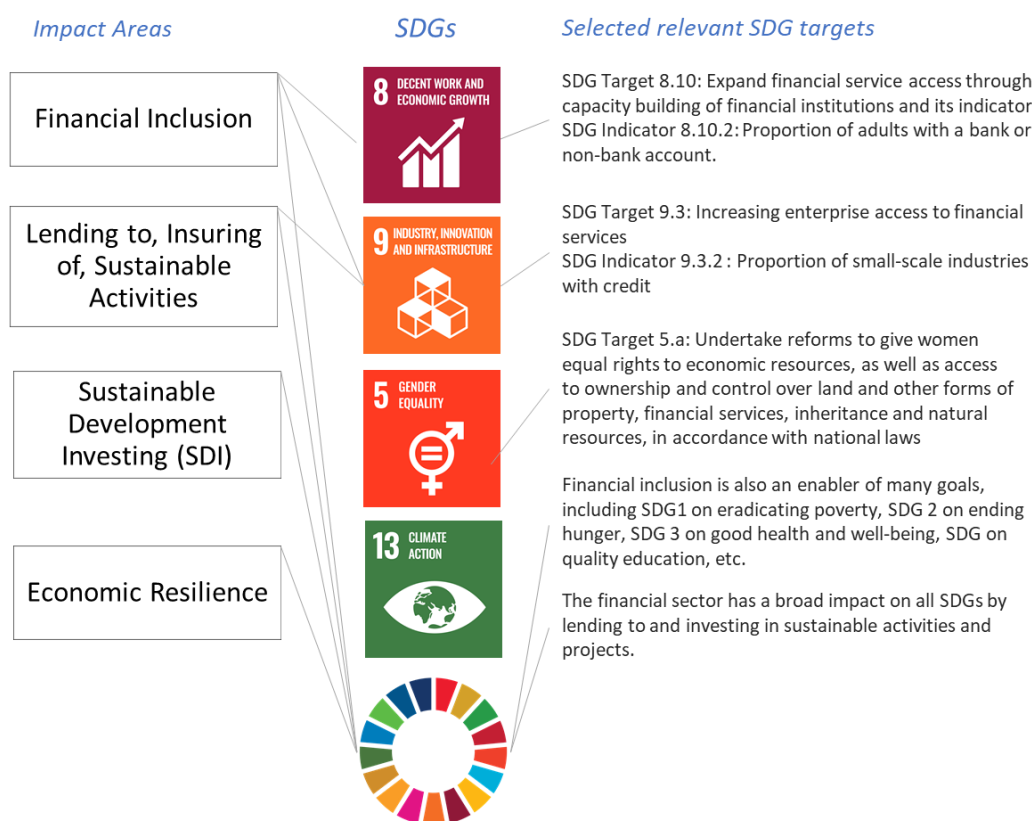 Impact Areas
SDGs
Selected relevant SDG targets
Financial Inclusion
Lending to, Insuring
of, Sustainable
Activities
Sustainable
Development
Investing (SDI)
Economic Resilience
8 DECENT WORK AND
ECONOMIC GROWTH
9 INDUSTRY, INNOVATION
AND INFRASTRUCTURE
5 GENDER
EQUALITY
13 CLIMATE
ACTION
SDG Target 8.10: Expand financial service access through
capacity building of financial institutions and its indicator
SDG Indicator 8.10.2: Proportion of adults with a bank or
non-bank account.
SDG Target 9.3: Increasing enterprise access to financial
services
SDG Indicator 9.3.2 : Proportion of small-scale industries
with credit
SDG Target 5.a: Undertake reforms to give women
equal rights to economic resources, as well as access
to ownership and control over land and other forms of
property, financial services, inheritance and natural
resources, in accordance with national laws
Financial inclusion is also an enabler of many goals,
including SDG1 on eradicating poverty, SDG 2 on ending
hunger, SDG 3 on good health and well-being, SDG on
quality education, etc.
The financial sector has a broad impact on all SDGs by
lending to and investing in sustainable activities and
projects.